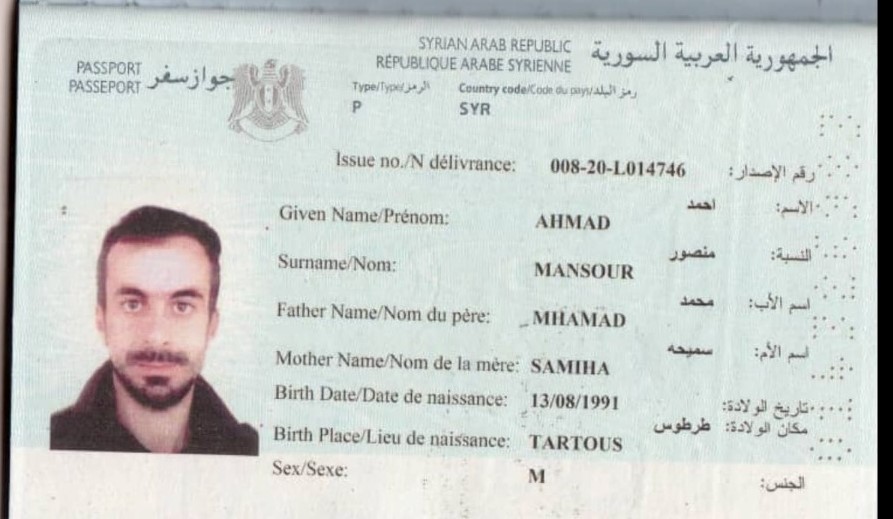 SYRIAN ARAB REPUBLIC الجمهورية العربية السورية
RÉPUBLIQUE ARABE SYRIENNE
PASSPORT جواز سفر
PASSEPORT
Type/Type/الرمز Country code/Code du pays/رمز البلد
P SYR
Issue no./N délivrance: 008-20-L014746 رقم الإصدار:
Given Name/Prénom: AHMAD احمد الأسم:
Surname/Nom: MANSOUR منصور النسبة:
Father Name/Nom du père: MHAMAD محمد اسم الأب:
Mother Name/Nom de la mère: SAMIHA سميحه اسم الأم:
Birth Date/Date de naissance: 13/08/1991 تاريخ الولادة:
Birth Place/Lieu de naissance: TARTOUS طرطوس مكان الولادة:
Sex/Sexe: M الجنس: